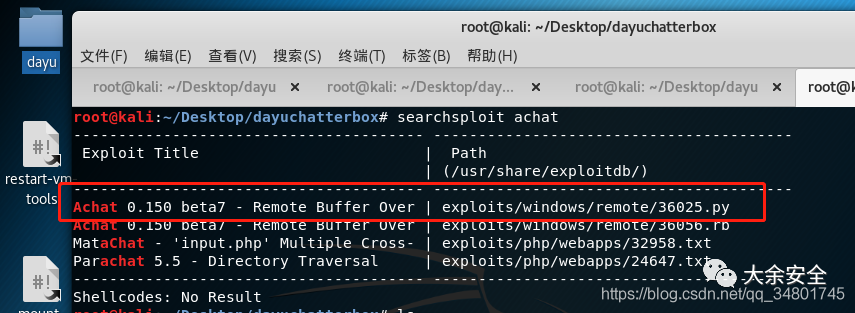 root@kali: ~/Desktop/dayuchatterbox
dayu
文件(F) 编辑(E) 查看(V) 搜索(S) 终端(T) 标签(B) 帮助(H)
root@kali: ~/Desktop/dayu × root@kali: ~/Desktop/day... × root@kali: ~/Desktop/dayu × root@k
root@kali:~/Desktop/dayuchatterbox# searchsploit achat
---------------------------------------- ----------------------------------------
Exploit Title | Path
| (/usr/share/exploitdb/)
---------------------------------------- ----------------------------------------
Achat 0.150 beta7 - Remote Buffer Over | exploits/windows/remote/36025.py
Achat 0.150 beta7 - Remote Buffer Over | exploits/windows/remote/36056.rb
MataChat - 'input.php' Multiple Cross- | exploits/php/webapps/32958.txt
Parachat 5.5 - Directory Traversal | exploits/php/webapps/24647.txt
---------------------------------------- ----------------------------------------
Shellcodes: No Result
root@kali:~/Desktop/dayuchatterbox# ls
#!
restart-vm-
tools
#!
mount-
大余安全
https://blog.csdn.net/qq_34801745